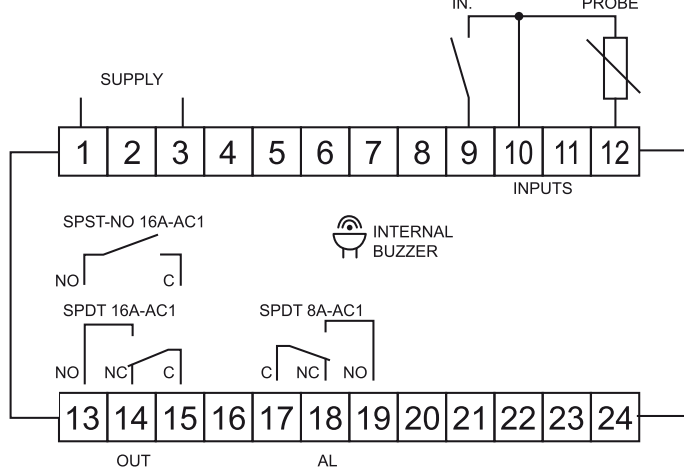 IN. PROBE
SUPPLY
1 2 3 4 5 6 7 8 9 10 11 12
INPUTS
SPST-NO 16A-AC1
INTERNAL
BUZZER
NO C
SPDT 16A-AC1 SPDT 8A-AC1
NO NC C C NC NO
13 14 15 16 17 18 19 20 21 22 23 24
OUT AL